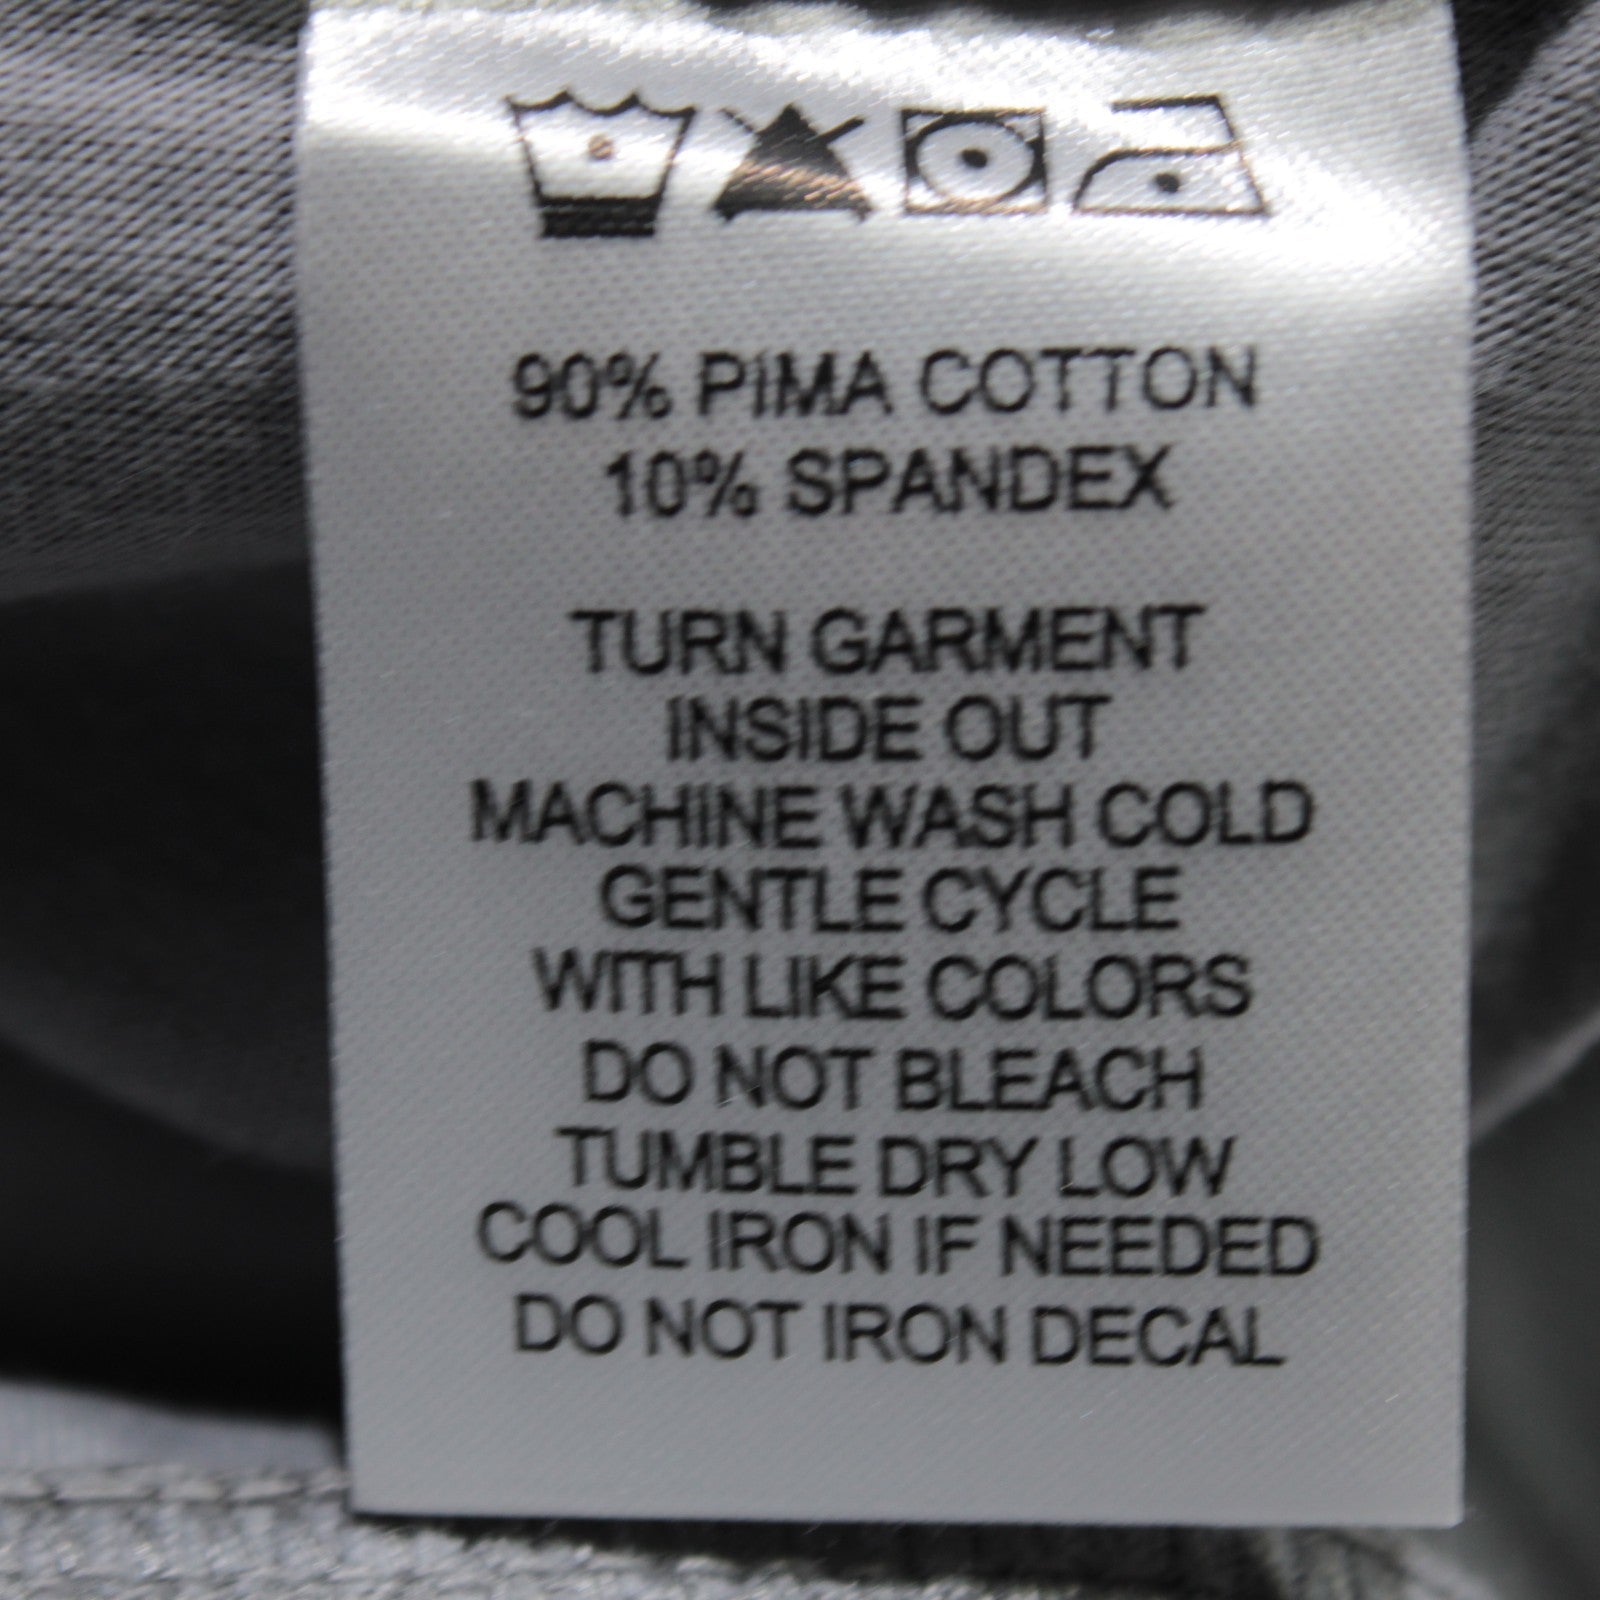 90% PIMA COTTON
10% SPANDEX
TURN GARMENT
INSIDE OUT
MACHINE WASH COLD
GENTLE CYCLE
WITH LIKE COLORS
DO NOT BLEACH
TUMBLE DRY LOW
COOL IRON IF NEEDED
DO NOT IRON DECAL